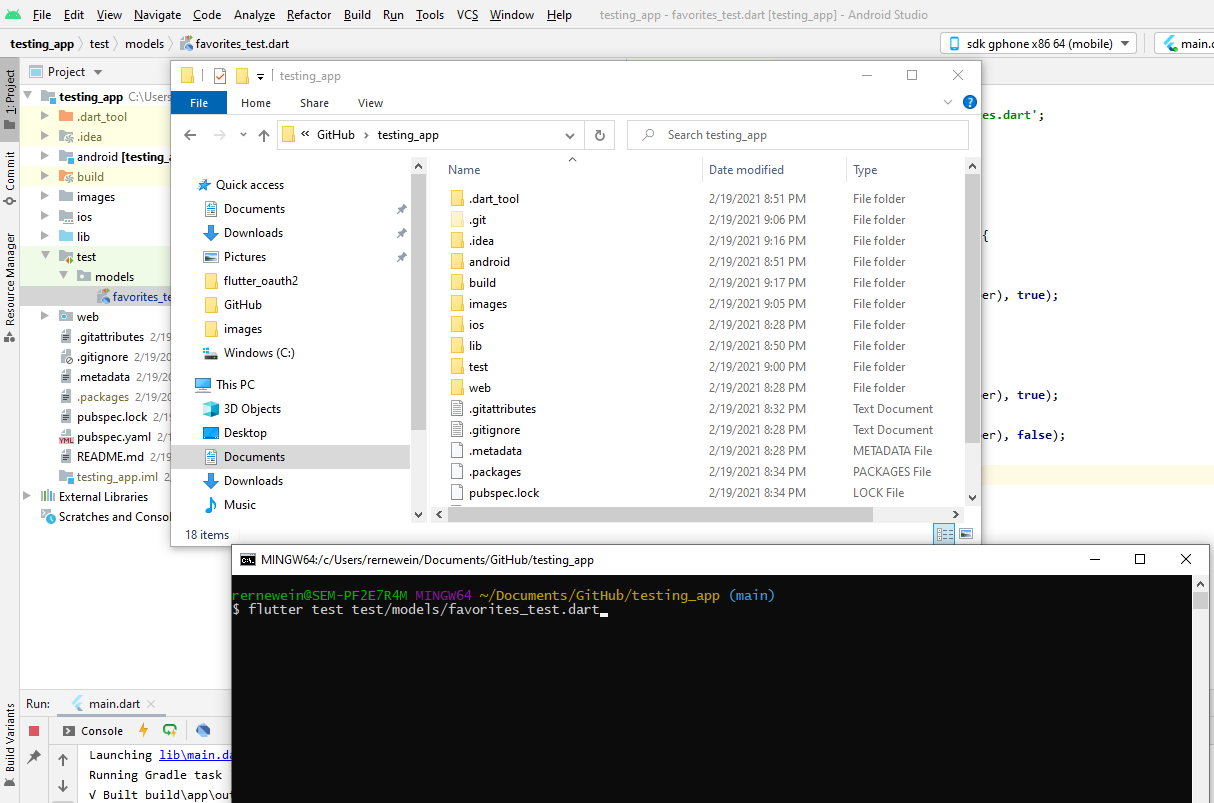 File Edit View Navigate Code Analyze Refactor Build Run Tools VCS Window Help testing_app - favorites_test.dart [testing_app] - Android Studio
testing_app test models favorites_test.dart sdk gphone x86 64 (mobile) main.
1: Project
Commit
Resource Manager
Build Variants
Project
testing_app C:\Users
.dart_tool
.idea
android [testing_a
build
images
ios
lib
test
models
favorites_te
web
.gitattributes 2/19
.gitignore 2/19/20
.metadata 2/19/20
.packages 2/19/20
pubspec.lock 2/19
pubspec.yaml 2/1
README.md 2/19
testing_app.iml 2
External Libraries
Scratches and Consol
testing_app
File Home Share View
« GitHub › testing_app Search testing_app
Quick access
Documents
Downloads
Pictures
flutter_oauth2
GitHub
images
Windows (C:)
This PC
3D Objects
Desktop
Documents
Downloads
Music
Name Date modified Type
.dart_tool 2/19/2021 8:51 PM File folder
.git 2/19/2021 9:06 PM File folder
.idea 2/19/2021 9:16 PM File folder
android 2/19/2021 8:51 PM File folder
build 2/19/2021 9:17 PM File folder
images 2/19/2021 9:05 PM File folder
ios 2/19/2021 8:28 PM File folder
lib 2/19/2021 8:50 PM File folder
test 2/19/2021 9:00 PM File folder
web 2/19/2021 8:28 PM File folder
.gitattributes 2/19/2021 8:32 PM Text Document
.gitignore 2/19/2021 8:28 PM Text Document
.metadata 2/19/2021 8:28 PM METADATA File
.packages 2/19/2021 8:34 PM PACKAGES File
pubspec.lock 2/19/2021 8:34 PM LOCK File
18 items
es.dart';
{
er), true);
er), true);
er), false);
MINGW64:/c/Users/rernewein/Documents/GitHub/testing_app
rernewein@SEM-PF2E7R4M MINGW64 ~/Documents/GitHub/testing_app (main)
$ flutter test test/models/favorites_test.dart
Run: main.dart
Console
Launching lib\main.da
Running Gradle task
√ Built build\app\out